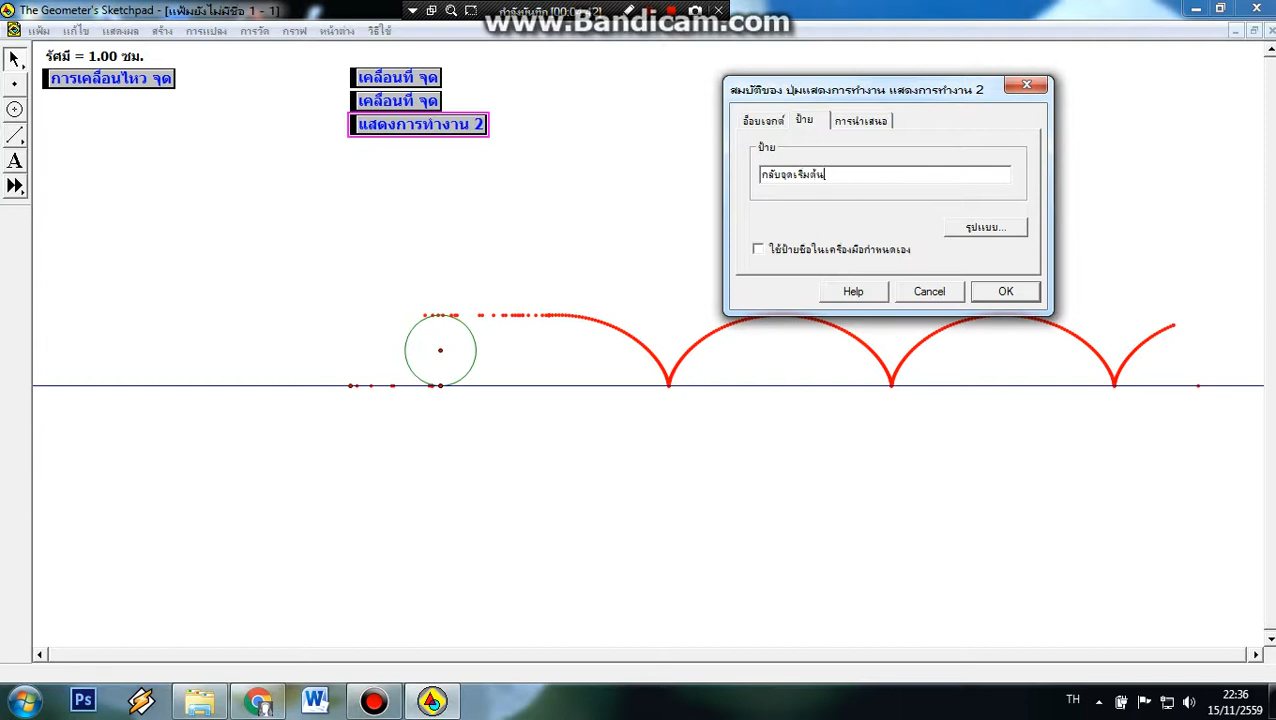 The Geometer's Sketchpad - [แฟ้มยังไม่มีชื่อ 1 - 1]
กำลังบันทึก
www.Bandicam.com
แฟ้ม แก้ไข แสดงผล สร้าง การแปลง การวัด กราฟ หน้าต่าง วิธีใช้
รัศมี = 1.00 ซม.
การเคลื่อนไหว จุด
เคลื่อนที่ จุด
เคลื่อนที่ จุด
แสดงการทำงาน 2
สมบัติของ ปุ่มแสดงการทำงาน แสดงการทำงาน 2
อ็อบเจกต์ ป้าย การนำเสนอ
ป้าย
กลับจุดเริ่มต้น
รูปแบบ...
ใช้ป้ายชื่อในเครื่องมือกำหนดเอง
Help Cancel OK
A
Ps
W
TH
22:36
15/11/2559